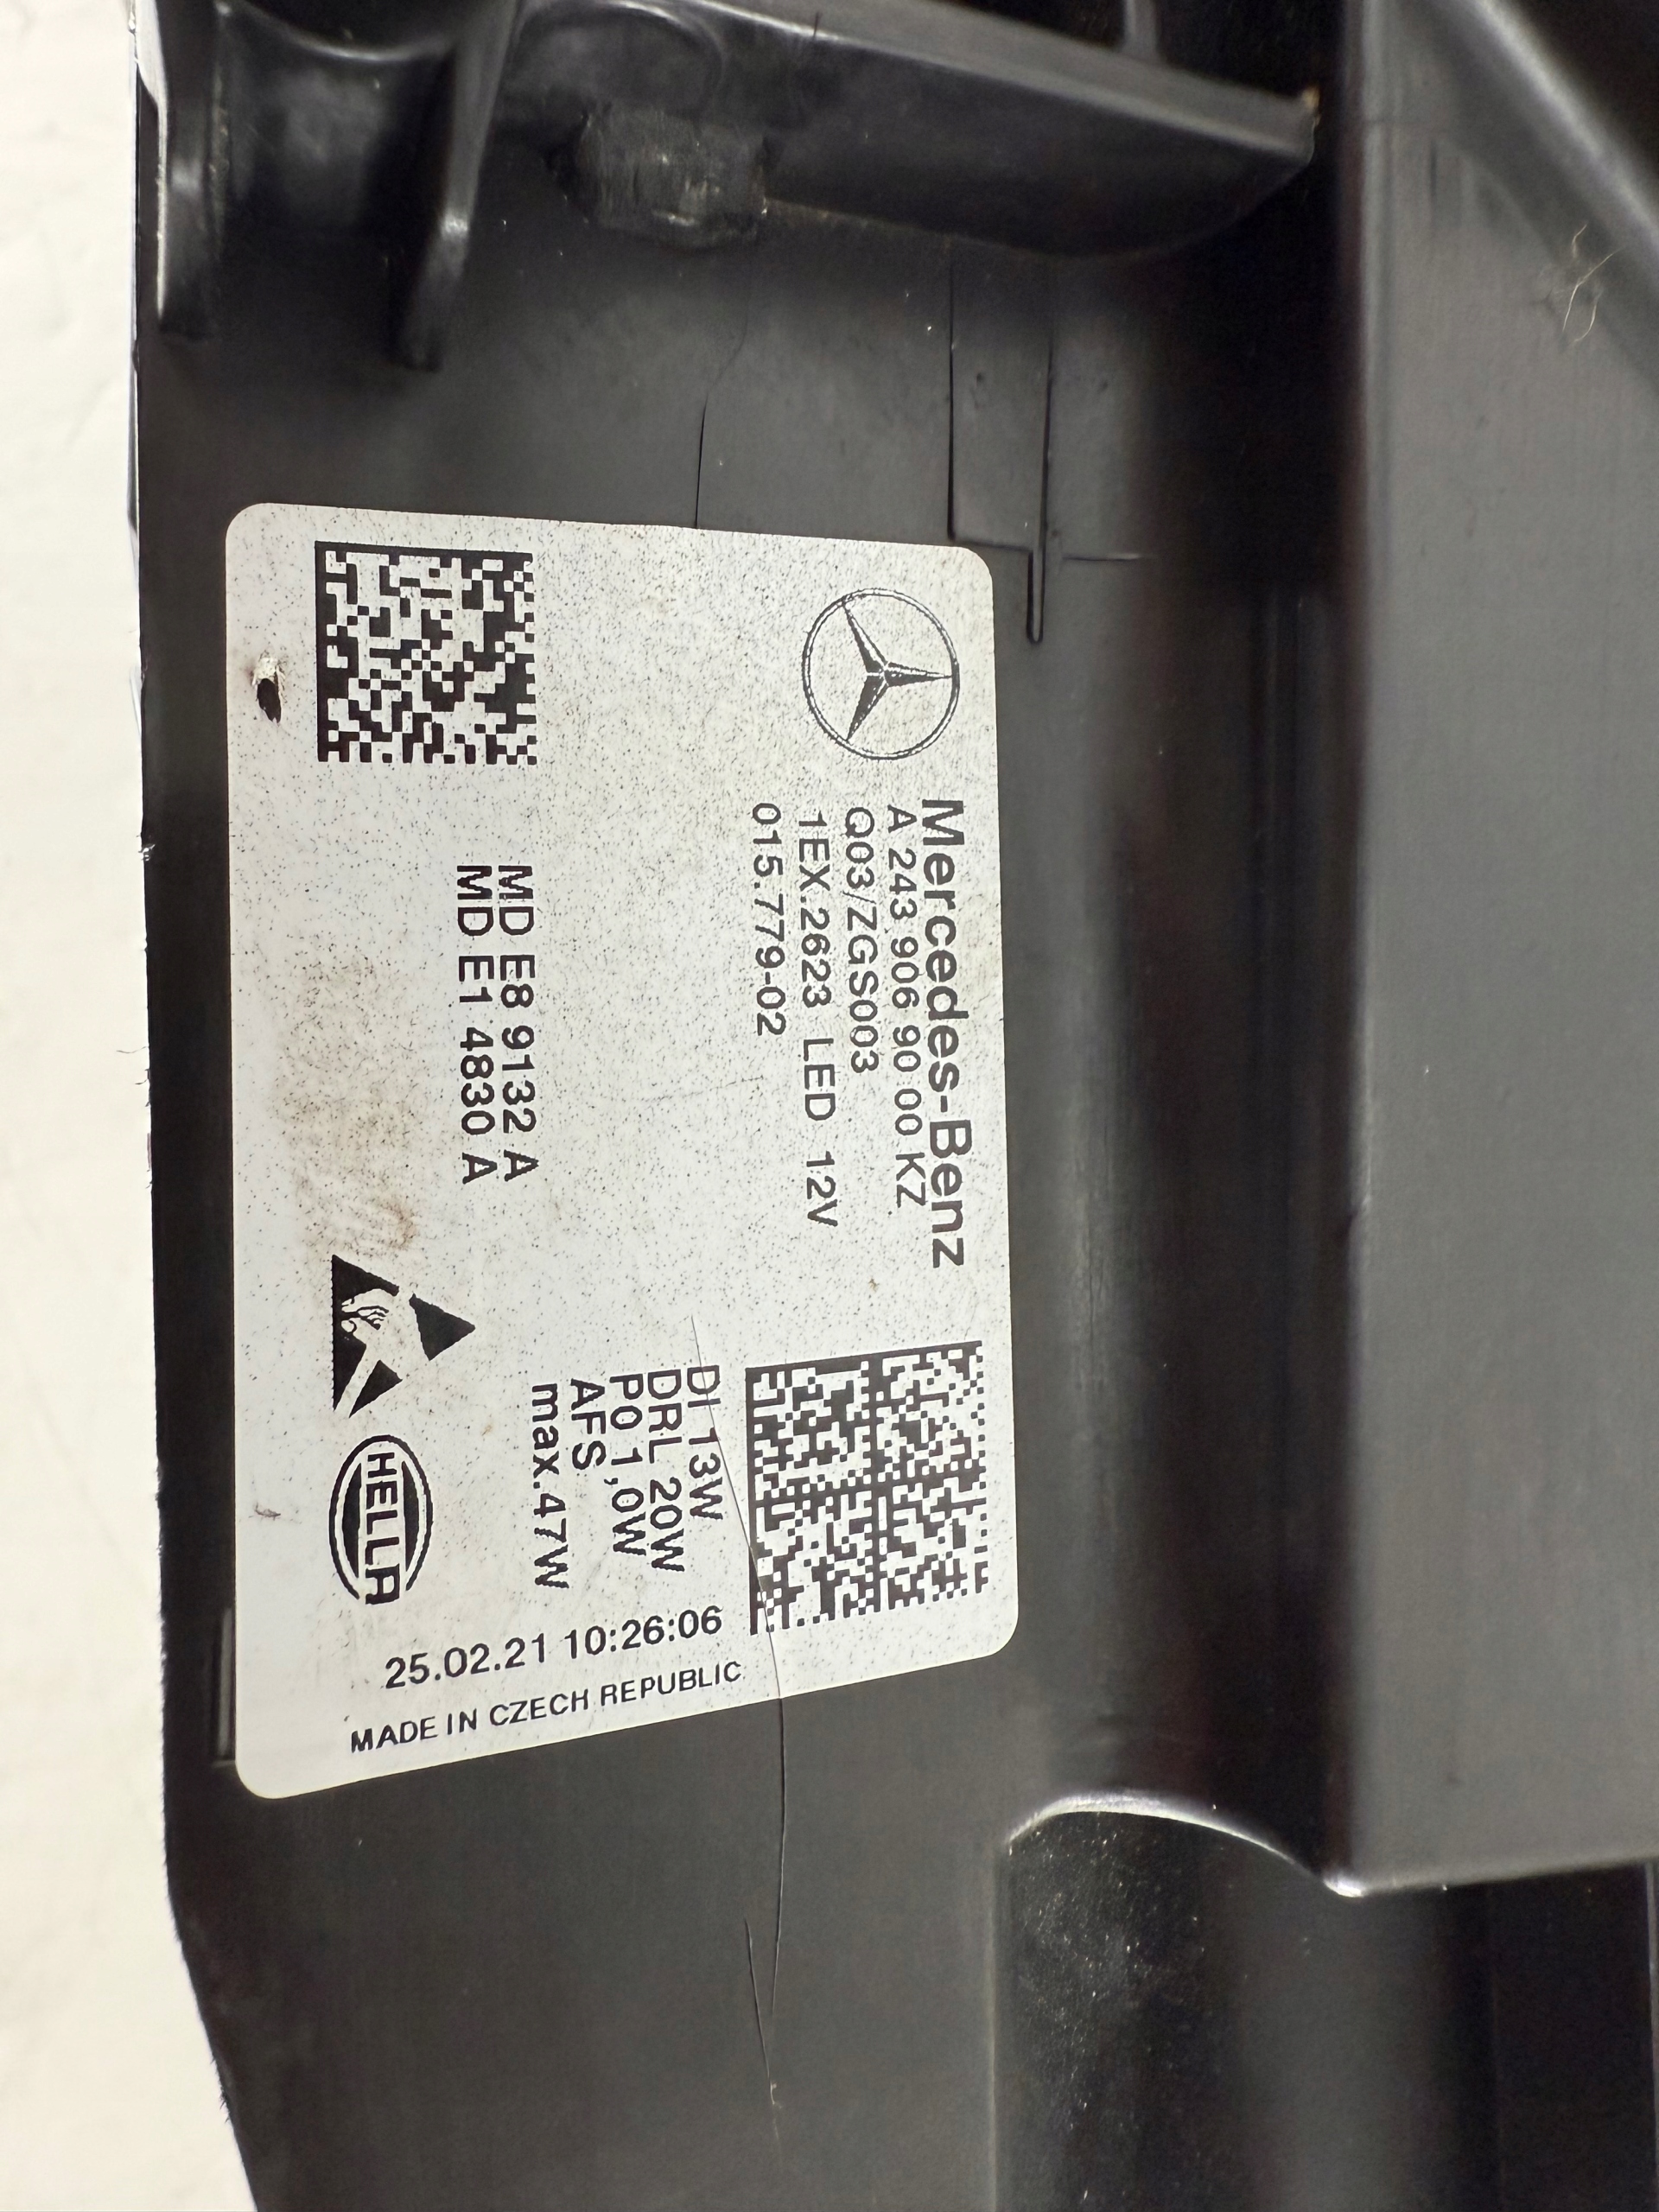 Mercedes-Benz
A 243 906 90 00 KZ
Q03/ZGS003
1EX.2623 LED 12V
015.779-02
MD E8 9132 A
MD E1 4830 A
DI 13W
DRL 20W
P0 1,0W
AFS
max.47W
HELLA
25.02.21 10:26:06
MADE IN CZECH REPUBLIC